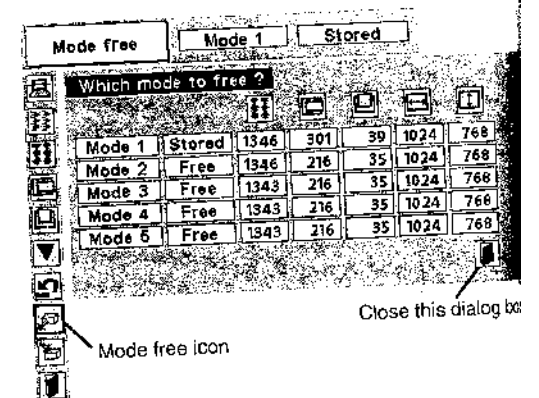 Mode free Mode 1 Stored
Which mode to free ?
Mode 1 Stored 1346 301 39 1024 768
Mode 2 Free 1346 216 35 1024 768
Mode 3 Free 1343 216 35 1024 768
Mode 4 Free 1343 216 35 1024 768
Mode 5 Free 1343 216 35 1024 768
Close this dialog bo
Mode free icon